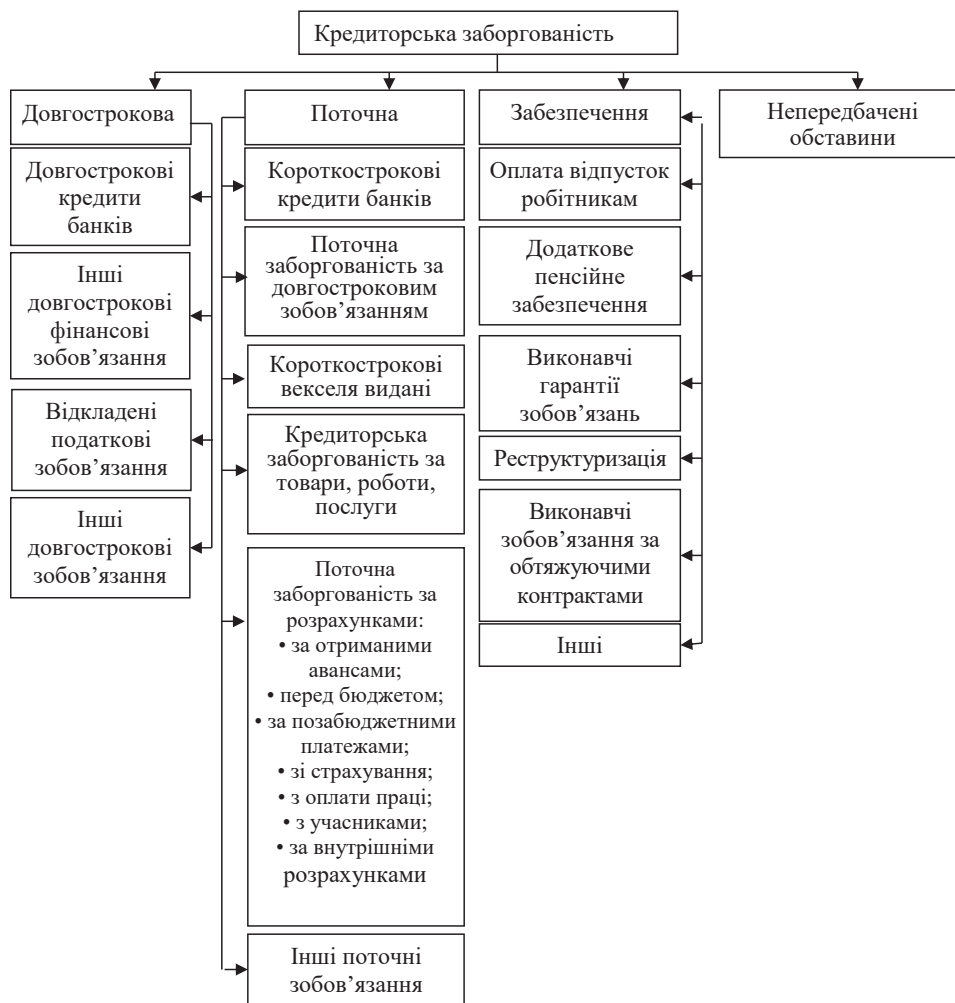 Кредиторська заборгованість
Довгострокова
Довгострокові
кредити
банків
Інші
довгострокові
фінансові
зобов’язання
Відкладені
податкові
зобов’язання
Інші
довгострокові
зобов’язання
Поточна
Короткострокові
кредити банків
Поточна
заборгованість за
довгостроковим
зобов’язанням
Короткострокові
векселя видані
Кредиторська
заборгованість за
товари, роботи,
послуги
Поточна
заборгованість за
розрахунками:
• за отриманими
авансами;
• перед бюджетом;
• за позабюджетними
платежами;
• зі страхування;
• з оплати праці;
• з учасниками;
• за внутрішніми
розрахунками
Інші поточні
зобов’язання
Забезпечення
Оплата відпусток
робітникам
Додаткове
пенсійне
забезпечення
Виконавчі
гарантії
зобов’язань
Реструктуризація
Виконавчі
зобов’язання за
обтяжуючими
контрактами
Інші
Непередбачені
обставини